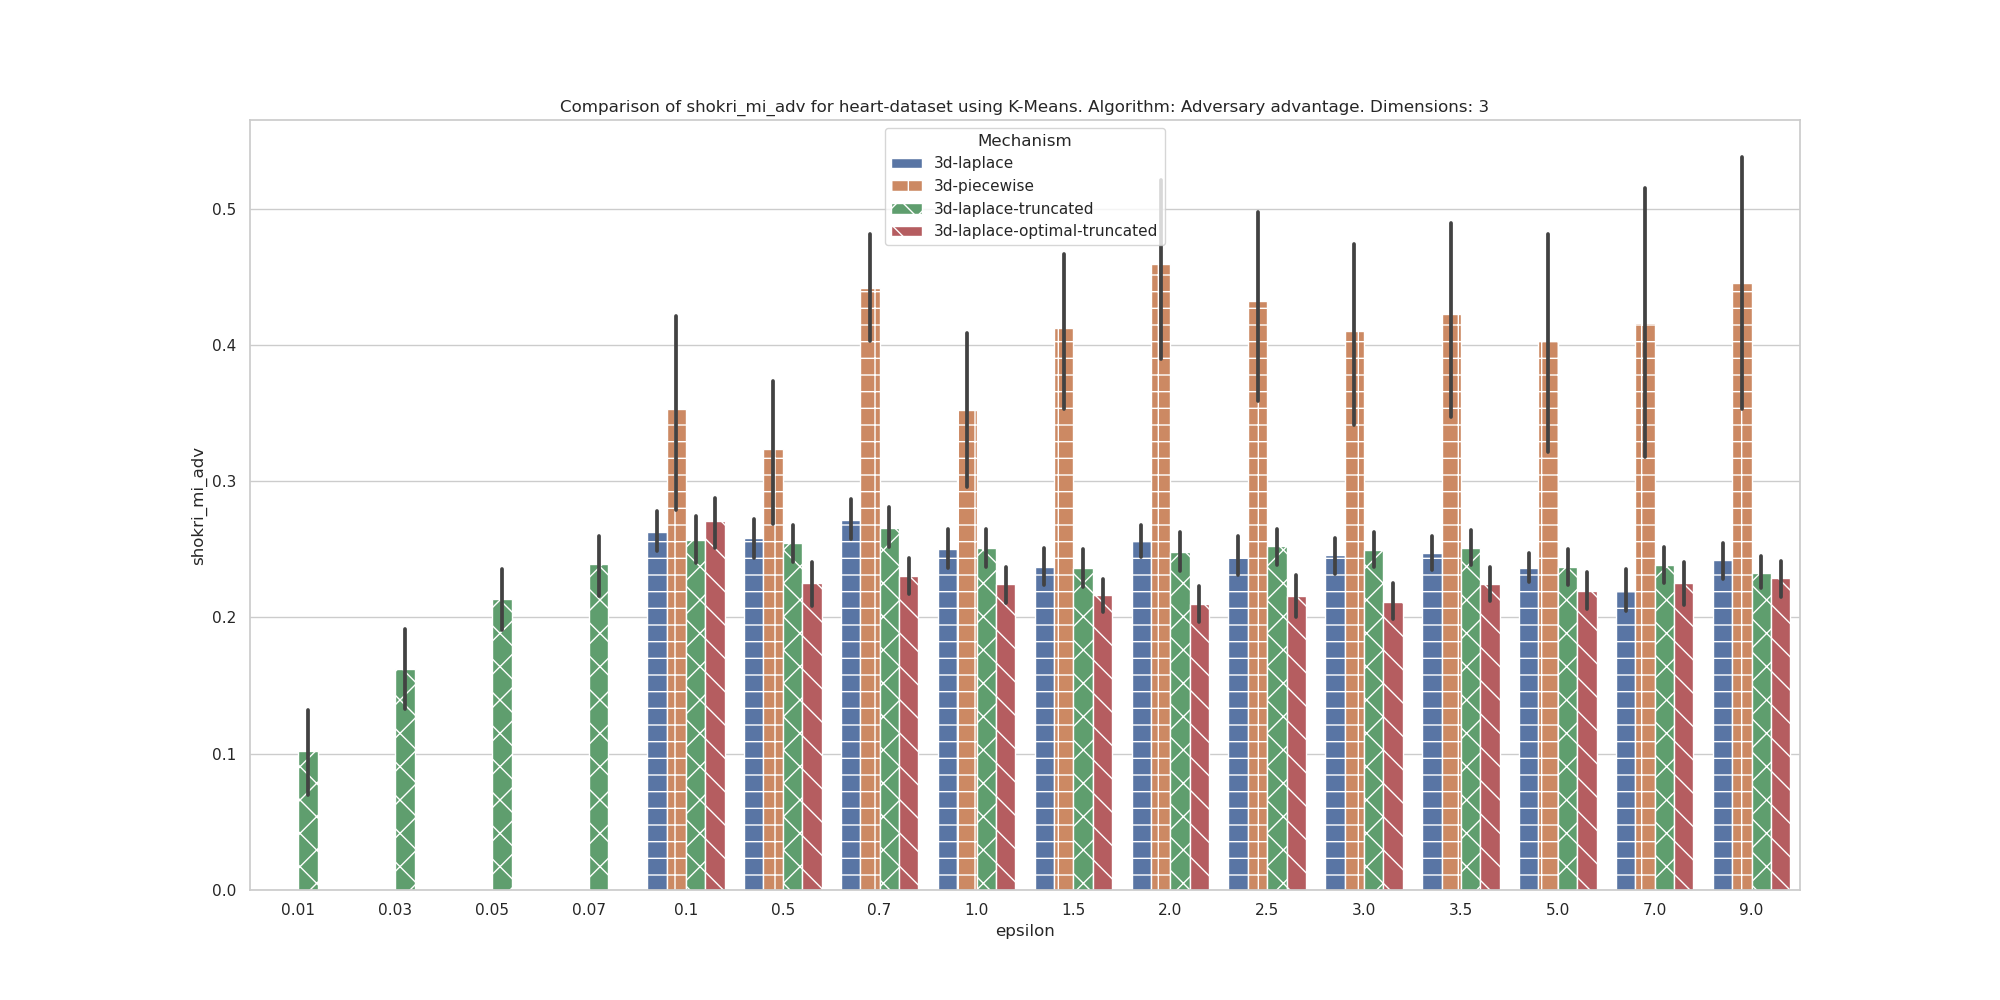 Comparison of shokri_mi_adv for heart-dataset using K-Means. Algorithm: Adversary advantage. Dimensions: 3
Mechanism
3d-laplace
3d-piecewise
3d-laplace-truncated
3d-laplace-optimal-truncated
shokri_mi_adv
0.5
0.4
0.3
0.2
0.1
0.0
0.01 0.03 0.05 0.07 0.1 0.5 0.7 1.0 1.5 2.0 2.5 3.0 3.5 5.0 7.0 9.0
epsilon